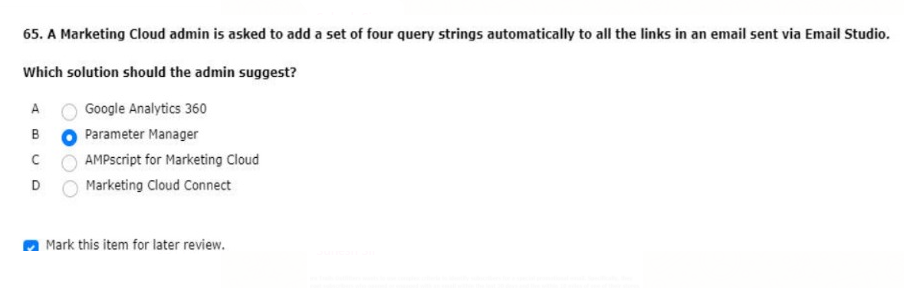 65. A Marketing Cloud admin is asked to add a set of four query strings automatically to all the links in an email sent via Email Studio.
Which solution should the admin suggest?
A Google Analytics 360
B Parameter Manager
C AMPscript for Marketing Cloud
D Marketing Cloud Connect
Mark this item for later review.